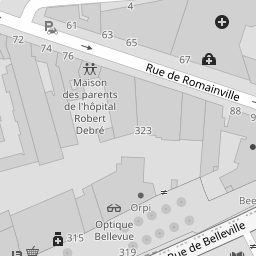 4
61
63
65
67
72
74
76
Rue de Romainville
88
Maison
des parents
de l'hôpital
Robert
Debré
323
Orpi
Optique
Bellevue
315
319
Rue de Belleville